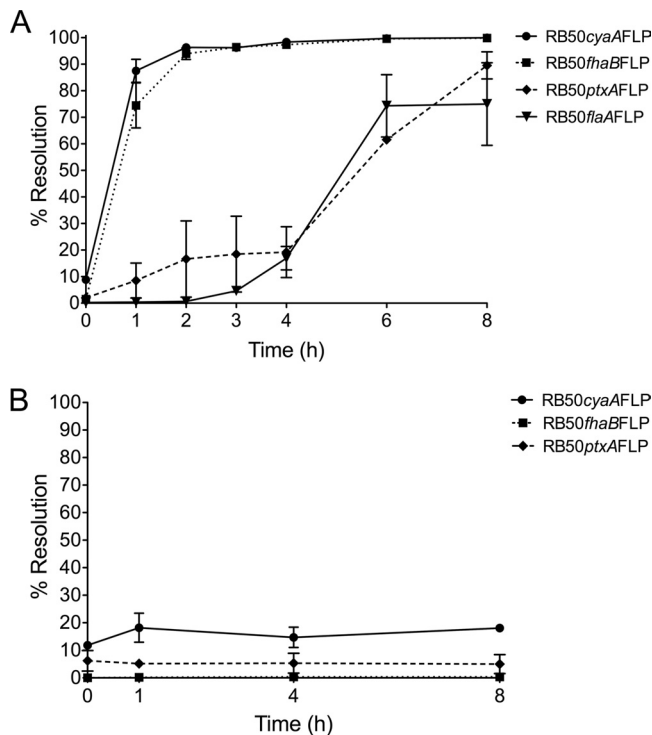 A
100
90
80
70
60
50
40
30
20
10
0
% Resolution
0 1 2 3 4 6 8
Time (h)
RB50cyaAFLP
RB50fhaBFLP
RB50ptxAFLP
RB50flaAFLP
B
100
90
80
70
60
50
40
30
20
10
0
% Resolution
0 1 4 8
Time (h)
RB50cyaAFLP
RB50fhaBFLP
RB50ptxAFLP